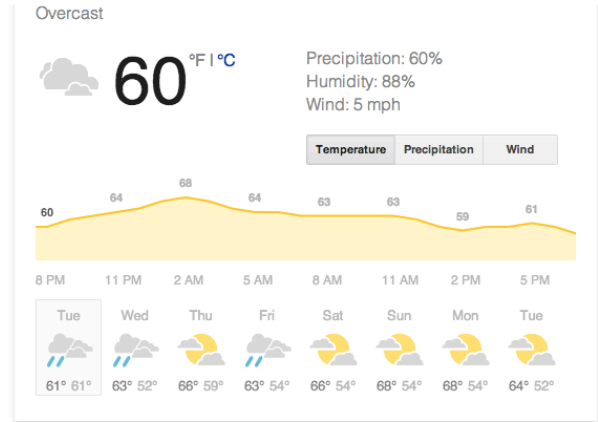 Overcast
60 °F | °C
Precipitation: 60%
Humidity: 88%
Wind: 5 mph
Temperature Precipitation Wind
60 64 68 64 63 63 59 61
8 PM 11 PM 2 AM 5 AM 8 AM 11 AM 2 PM 5 PM
Tue Wed Thu Fri Sat Sun Mon Tue
61° 61° 63° 52° 66° 59° 63° 54° 66° 54° 68° 54° 68° 54° 64° 52°